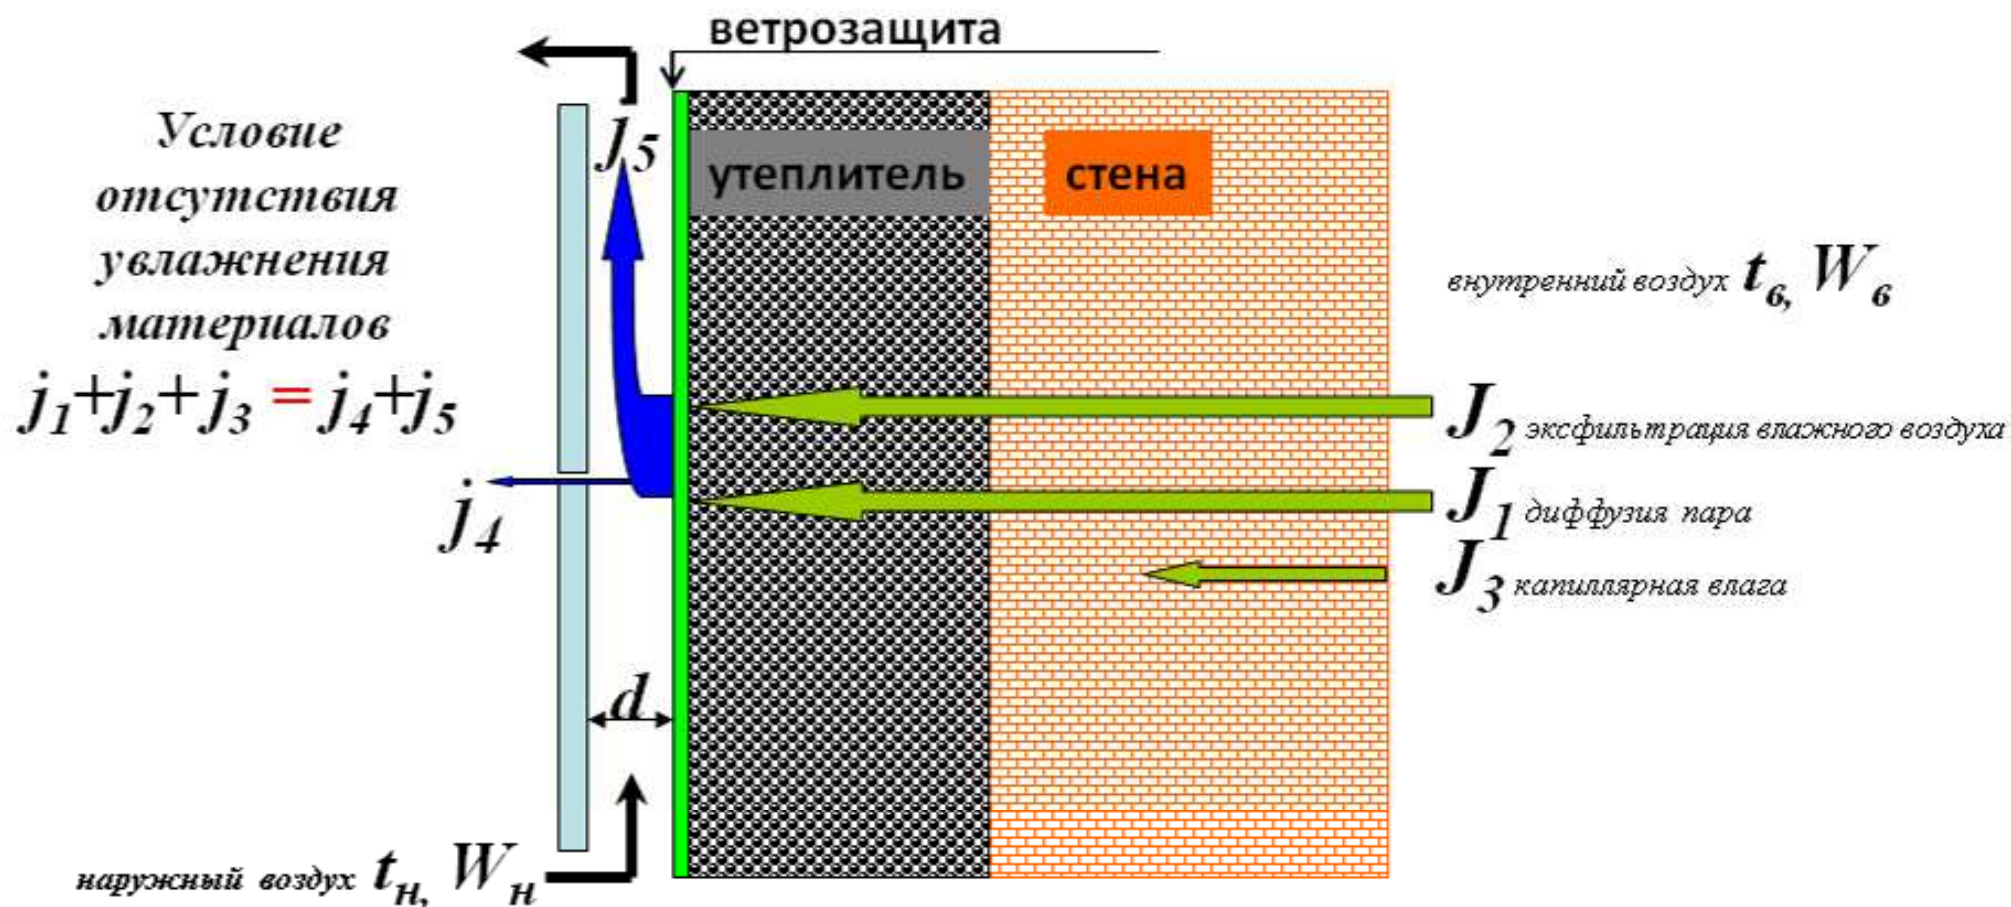 ветрозащита
Условие
отсутствия
увлажнения
материалов
j₁+j₂+j₃ = j₄+j₅
j₅
утеплитель
стена
внутренний воздух tв, Wв
J₂ эксфильтрация влажного воздуха
J₁ диффузия пара
J₃ капиллярная влага
j₄
d
наружный воздух tн, Wн